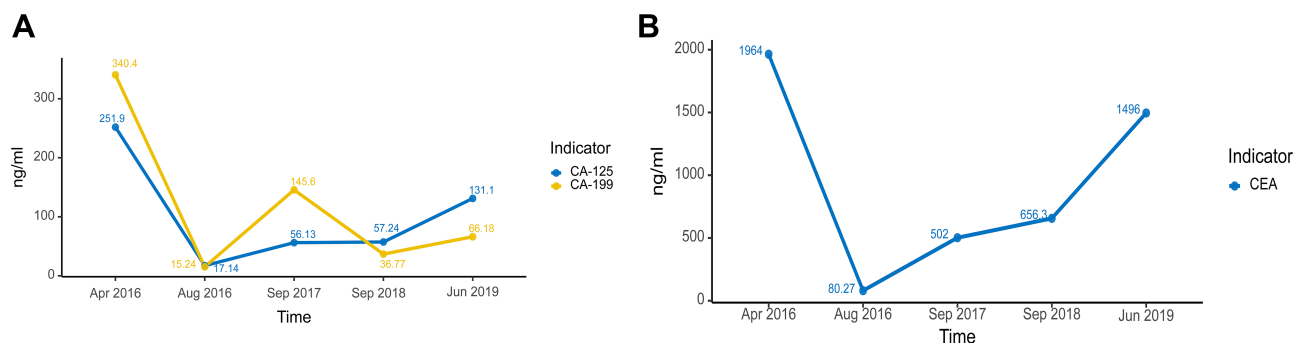 A
ng/ml
300
200
100
0
340.4
251.9
15.24
17.14
145.6
56.13
57.24
36.77
131.1
66.18
Apr 2016 Aug 2016 Sep 2017 Sep 2018 Jun 2019
Time
Indicator
CA-125
CA-199
B
ng/ml
2000
1500
1000
500
0
1964
80.27
502
656.3
1496
Apr 2016 Aug 2016 Sep 2017 Sep 2018 Jun 2019
Time
Indicator
CEA